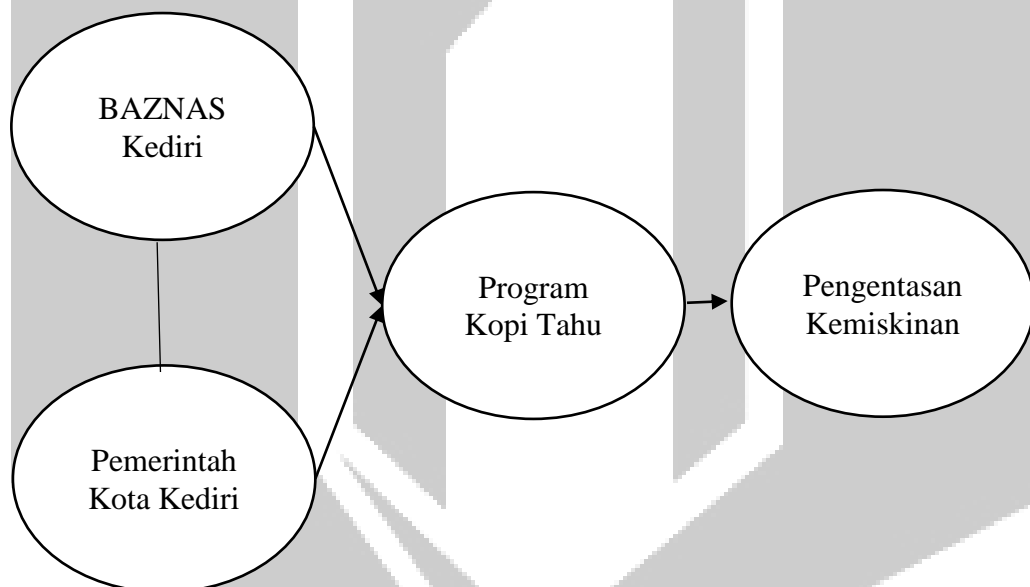 BAZNAS
Kediri
Program
Kopi Tahu
Pengentasan
Kemiskinan
Pemerintah
Kota Kediri